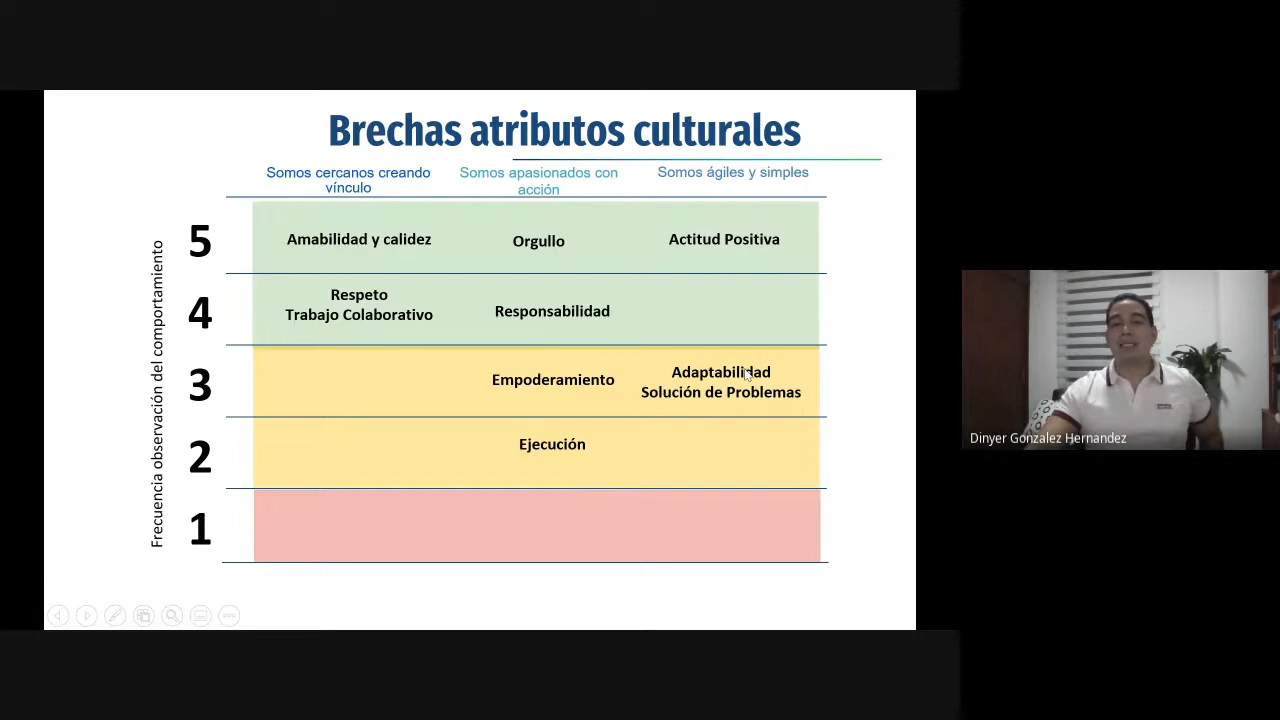 Brechas atributos culturales
Somos cercanos creando
vínculo
Somos apasionados con
acción
Somos ágiles y simples
Frecuencia observación del comportamiento
5
Amabilidad y calidez
Orgullo
Actitud Positiva
4
Respeto
Trabajo Colaborativo
Responsabilidad
3
Empoderamiento
Adaptabilidad
Solución de Problemas
2
Ejecución
1
Dinyer Gonzalez Hernandez